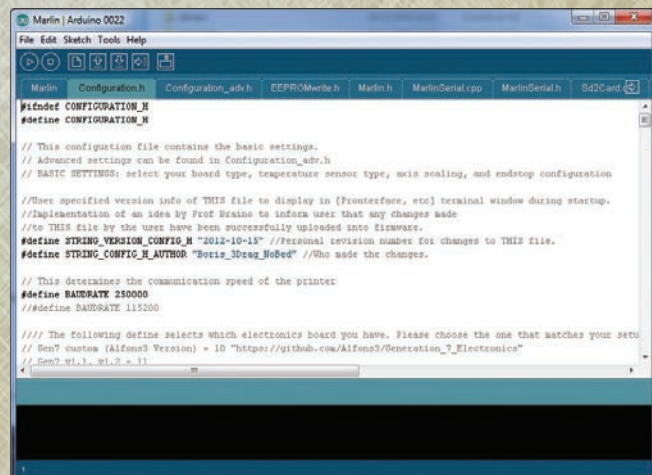 Marlin | Arduino 0022
File Edit Sketch Tools Help
Marlin Configuration.h Configuration_adv.h EEPROMwrite.h Marlin.h MarlinSerial.cpp MarlinSerial.h Sd2Card.
#ifndef CONFIGURATION_H
#define CONFIGURATION_H
// This configurtion file contains the basic settings.
// Advanced settings can be found in Configuration_adv.h
// BASIC SETTINGS: select your board type, temperature sensor type, axis scaling, and endstop configuration
//User specified version info of THIS file to display in [Pronterface, etc] terminal window during startup.
//Implementation of an idea by Prof Braino to inform user that any changes made
//to THIS file by the user have been successfully uploaded into firmware.
#define STRING_VERSION_CONFIG_H "2012-10-15" //Personal revision number for changes to THIS file.
#define STRING_CONFIG_H_AUTHOR "Boris_3Drag_NoBed" //Who made the changes.
// This determines the communication speed of the printer
#define BAUDRATE 250000
//#define BAUDRATE 115200
//// The following define selects which electronics board you have. Please choose the one that matches your setu
// Gen7 custom (Alfons3 Version) = 10 "https://github.com/Alfons3/Generation_7_Electronics"
// Gen7 v1.1, v1.2 = 11
1